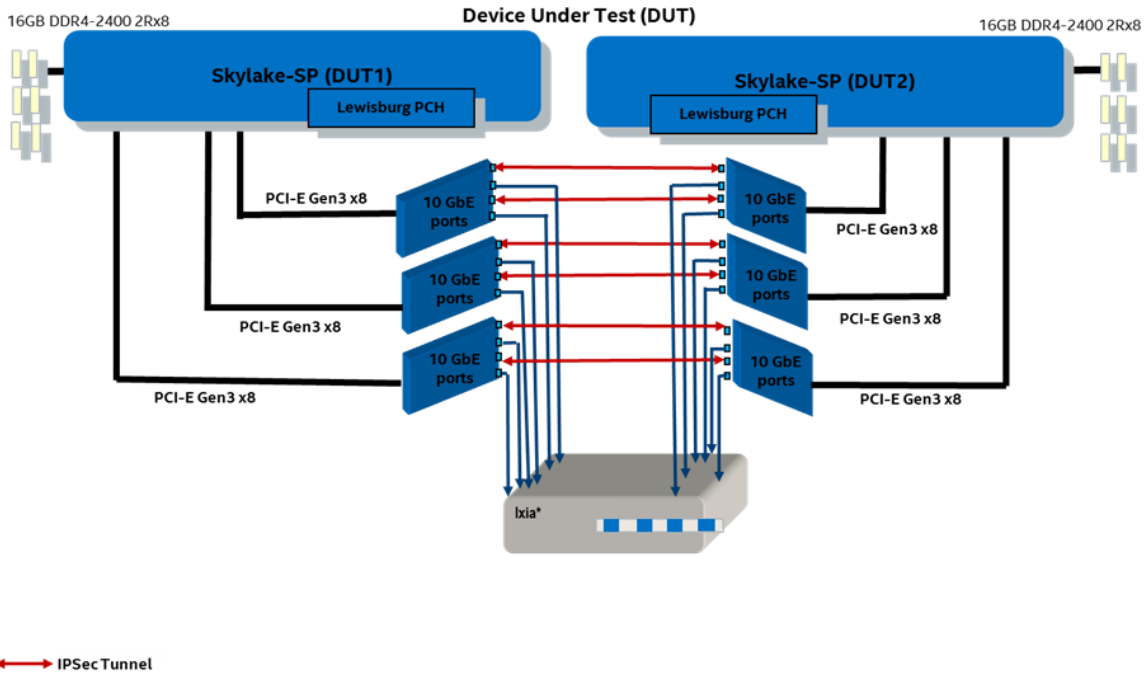 Device Under Test (DUT)
16GB DDR4-2400 2Rx8
16GB DDR4-2400 2Rx8
Skylake-SP (DUT1)
Skylake-SP (DUT2)
Lewisburg PCH
Lewisburg PCH
PCI-E Gen3 x8
10 GbE
ports
10 GbE
ports
PCI-E Gen3 x8
10 GbE
ports
10 GbE
ports
PCI-E Gen3 x8
PCI-E Gen3 x8
10 GbE
ports
10 GbE
ports
PCI-E Gen3 x8
PCI-E Gen3 x8
Ixia*
IPSec Tunnel